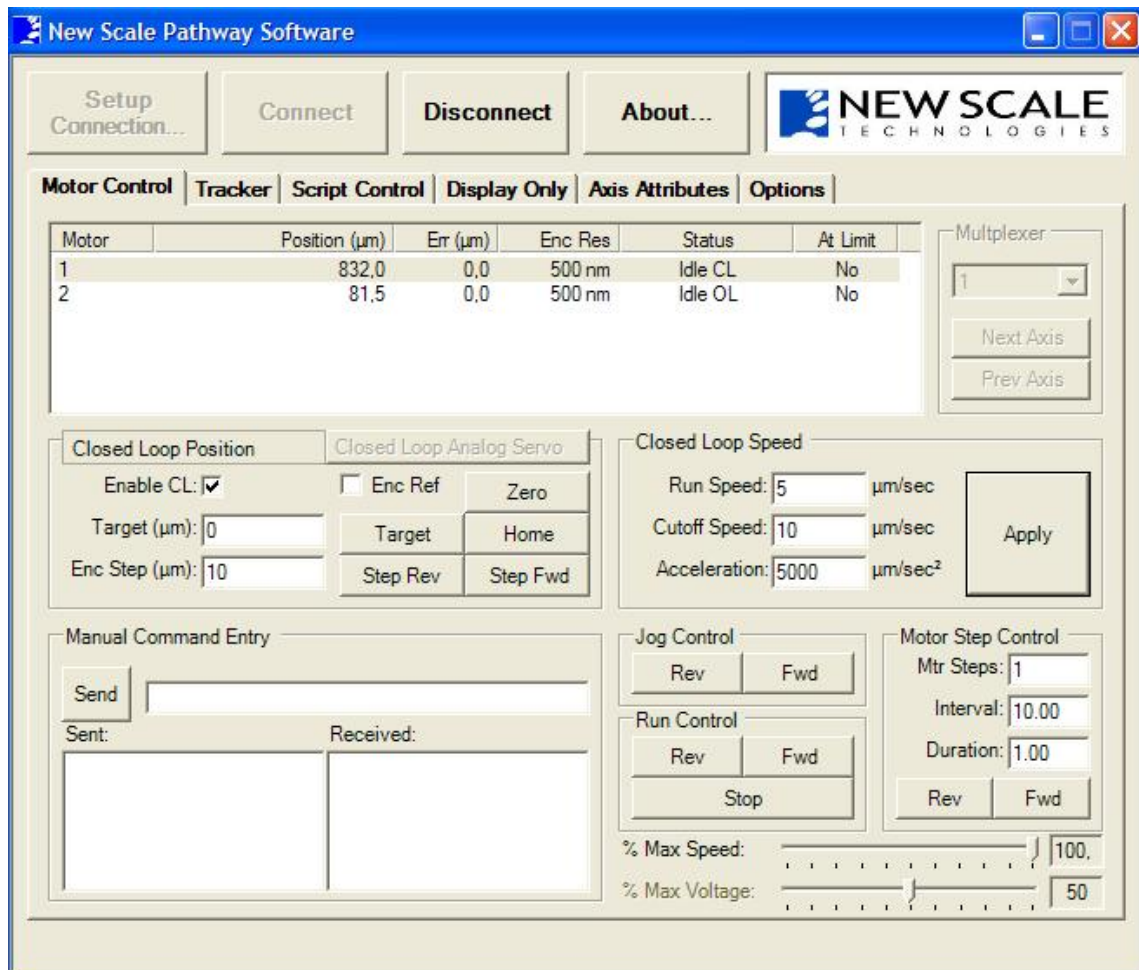 New Scale Pathway Software
Setup
Connection...
Connect
Disconnect
About...
NEW SCALE
TECHNOLOGIES
Motor Control
Tracker
Script Control
Display Only
Axis Attributes
Options
Motor Position (µm) Err (µm) Enc Res Status At Limit
1 832,0 0,0 500 nm Idle CL No
2 81,5 0,0 500 nm Idle OL No
Multplexer
1
Next Axis
Prev Axis
Closed Loop Position
Closed Loop Analog Servo
Enable CL:
Enc Ref
Zero
Target (µm): 0
Target
Home
Enc Step (µm): 10
Step Rev
Step Fwd
Closed Loop Speed
Run Speed: 5 µm/sec
Cutoff Speed: 10 µm/sec
Acceleration: 5000 µm/sec²
Apply
Manual Command Entry
Send
Sent:
Received:
Jog Control
Rev
Fwd
Run Control
Rev
Fwd
Stop
Motor Step Control
Mtr Steps: 1
Interval: 10.00
Duration: 1.00
Rev
Fwd
% Max Speed: 100,
% Max Voltage: 50